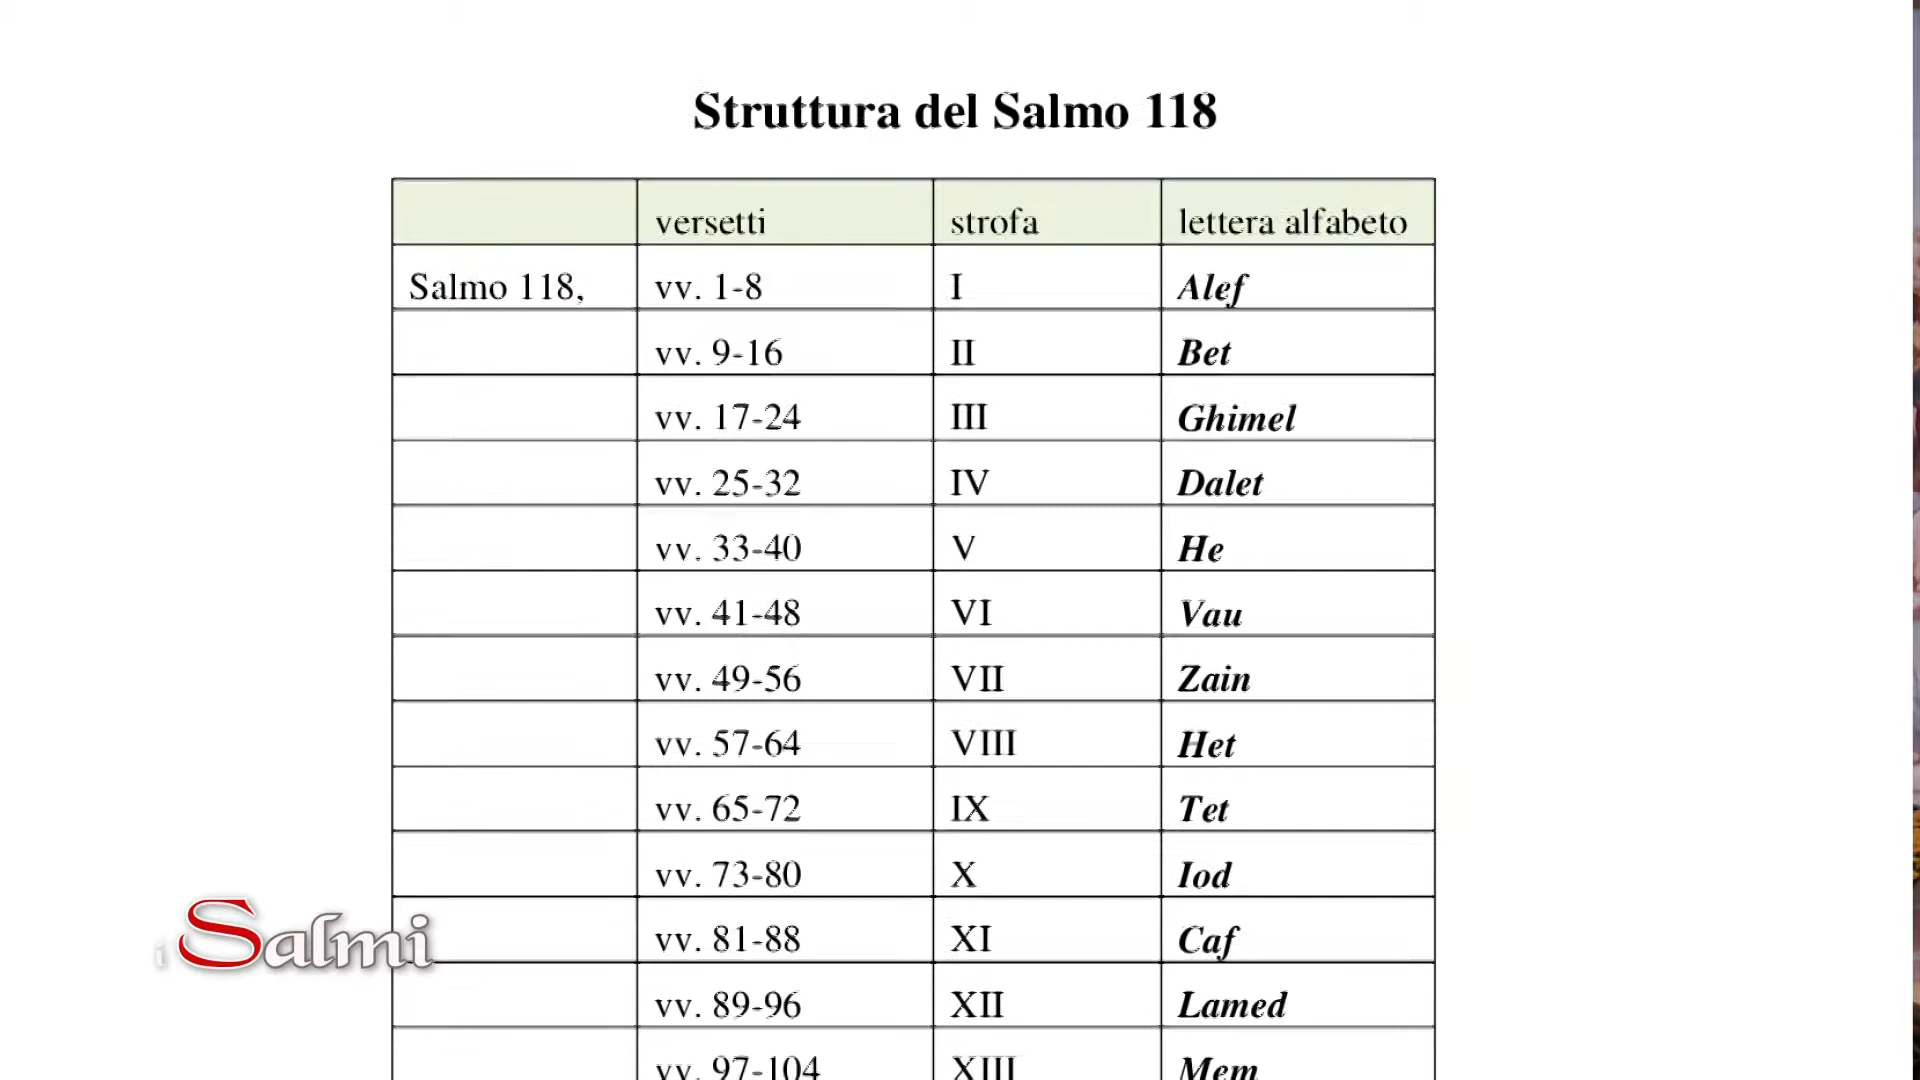 Struttura del Salmo 118
versetti strofa lettera alfabeto
Salmo 118, vv. 1-8 I Alef
vv. 9-16 II Bet
vv. 17-24 III Ghimel
vv. 25-32 IV Dalet
vv. 33-40 V He
vv. 41-48 VI Vau
vv. 49-56 VII Zain
vv. 57-64 VIII Het
vv. 65-72 IX Tet
vv. 73-80 X Iod
vv. 81-88 XI Caf
vv. 89-96 XII Lamed
vv. 97-104 XIII Mem
i Salmi